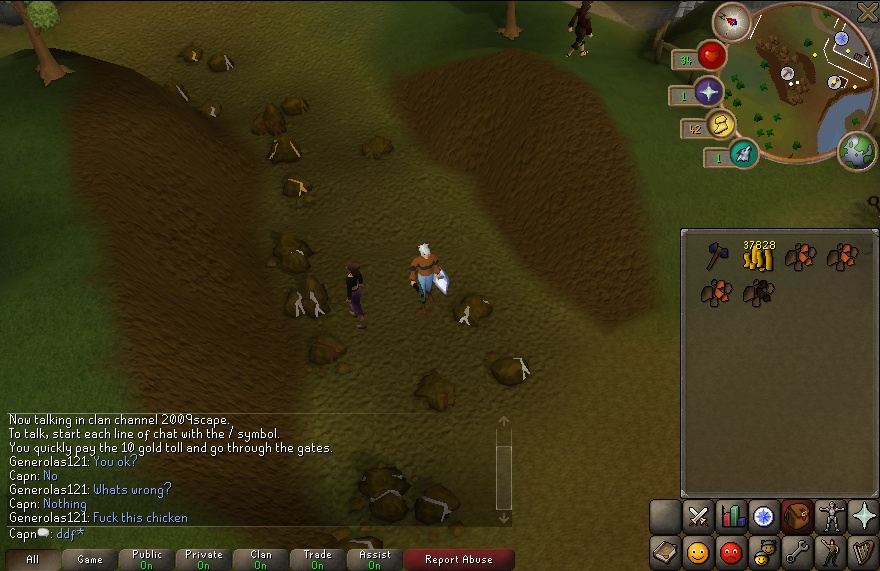 34
1
42
1
37828
Now talking in clan channel 2009scape.
To talk, start each line of chat with the / symbol.
You quickly pay the 10 gold toll and go through the gates.
Generolas121: You ok?
Capn: No
Generolas121: Whats wrong?
Capn: Nothing
Generolas121: Fuck this chicken
Capn: ddf*
All
Game
Public
On
Private
On
Clan
On
Trade
On
Assist
On
Report Abuse